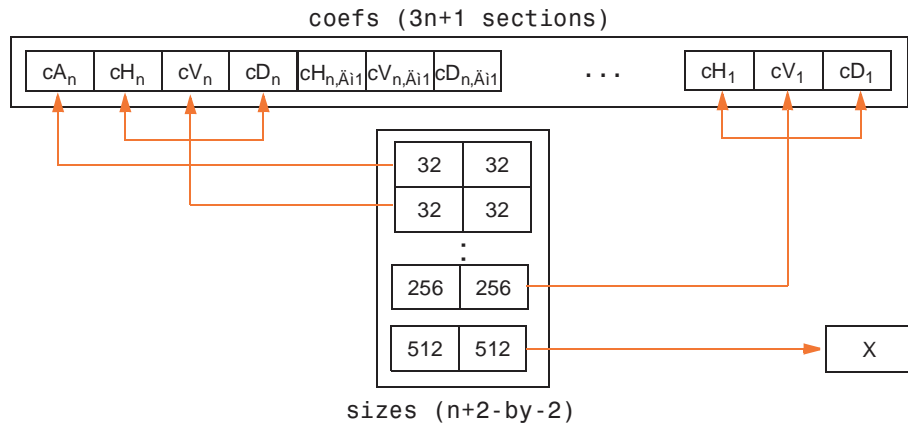 coefs (3n+1 sections)
cAn cHn cVn cDn cHn,Äì1 cVn,Äì1 cDn,Äì1 ... cH1 cV1 cD1
32 32
32 32
:
256 256
512 512 X
sizes (n+2-by-2)